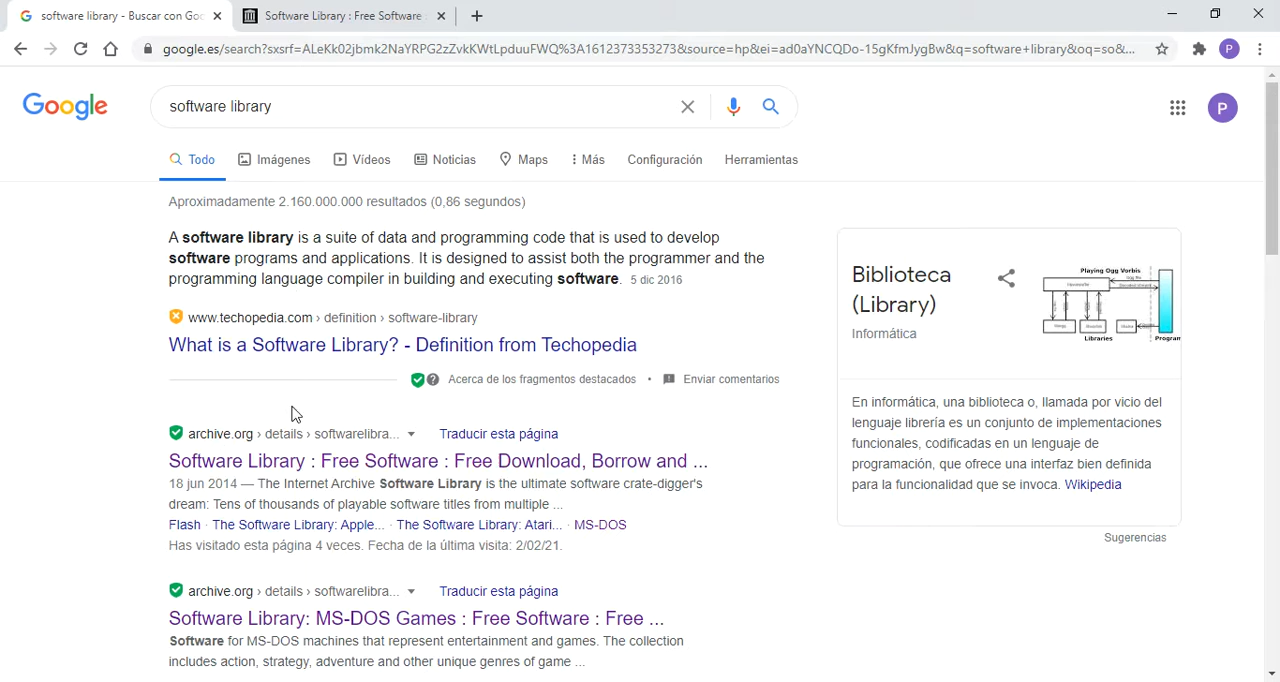 software library - Buscar con Goo
Software Library : Free Software
google.es/search?sxsrf=ALeKk02jbmk2NaYRPG2zZvkKWtLpduuFWQ%3A1612373353273&source=hp&ei=ad0aYNCQDo-15gKfmJygBw&q=software+library&oq=so&...
P
Google
software library
P
Todo
Imágenes
Vídeos
Noticias
Maps
Más
Configuración
Herramientas
Aproximadamente 2.160.000.000 resultados (0,86 segundos)
A software library is a suite of data and programming code that is used to develop
software programs and applications. It is designed to assist both the programmer and the
programming language compiler in building and executing software. 5 dic 2016
www.techopedia.com › definition › software-library
What is a Software Library? - Definition from Techopedia
Acerca de los fragmentos destacados • Enviar comentarios
archive.org › details › softwarelibra... Traducir esta página
Software Library : Free Software : Free Download, Borrow and ...
18 jun 2014 — The Internet Archive Software Library is the ultimate software crate-digger's
dream: Tens of thousands of playable software titles from multiple ...
Flash · The Software Library: Apple... · The Software Library: Atari... · MS-DOS
Has visitado esta página 4 veces. Fecha de la última visita: 2/02/21.
archive.org › details › softwarelibra... Traducir esta página
Software Library: MS-DOS Games : Free Software : Free ...
Software for MS-DOS machines that represent entertainment and games. The collection
includes action, strategy, adventure and other unique genres of game ...
Biblioteca
(Library)
Informática
Playing Ogg Vorbis
Libraries
Program
En informática, una biblioteca o, llamada por vicio del
lenguaje librería es un conjunto de implementaciones
funcionales, codificadas en un lenguaje de
programación, que ofrece una interfaz bien definida
para la funcionalidad que se invoca. Wikipedia
Sugerencias